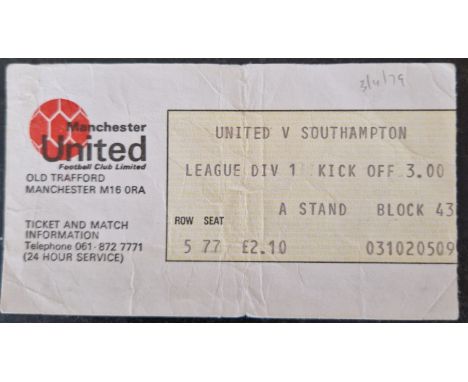 3/4/79
Manchester
United
Football Club Limited
OLD TRAFFORD
MANCHESTER M16 0RA
TICKET AND MATCH
INFORMATION
Telephone 061-872 7771
(24 HOUR SERVICE)
UNITED V SOUTHAMPTON
LEAGUE DIV 1 KICK OFF 3.00
A STAND BLOCK 43
ROW SEAT
5 77 £2.10 031020509